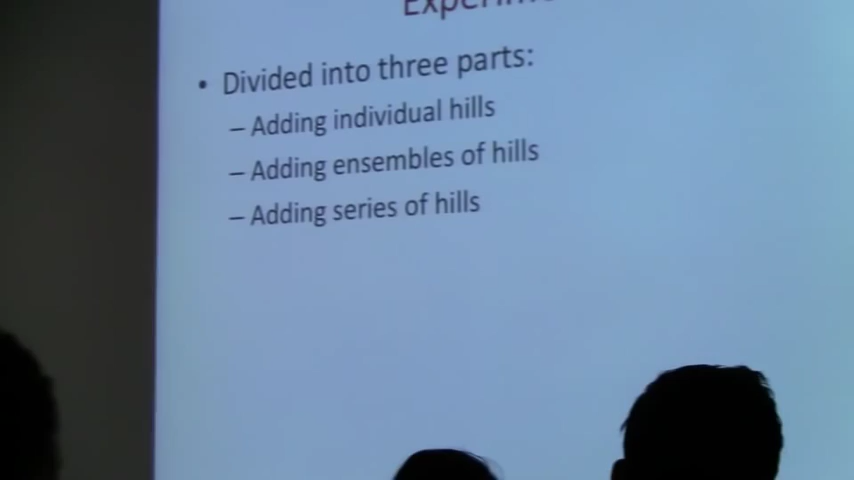 • Divided into three parts:
– Adding individual hills
– Adding ensembles of hills
– Adding series of hills